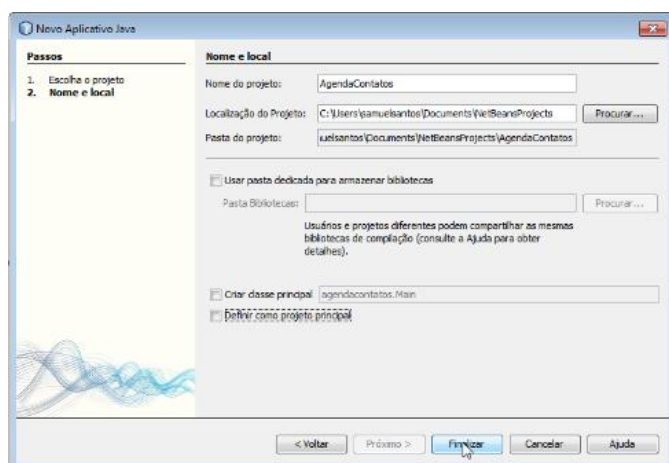 Novo Aplicativo Java
Passos
1. Escolha o projeto
2. Nome e local
Nome e local
Nome do projeto: AgendaContatos
Localização do Projeto: C:\Users\samuelsantos\Documents\NetBeansProjects Procurar...
Pasta do projeto: uelsantos\Documents\NetBeansProjects\AgendaContatos
Usar pasta dedicada para armazenar bibliotecas
Pasta Bibliotecas: Procurar...
Usuários e projetos diferentes podem compartilhar as mesmas
bibliotecas de compilação (consulte a Ajuda para obter
detalhes).
Criar classe principal agendacontatos.Main
Definir como projeto principal
< Voltar Próximo > Finalizar Cancelar Ajuda